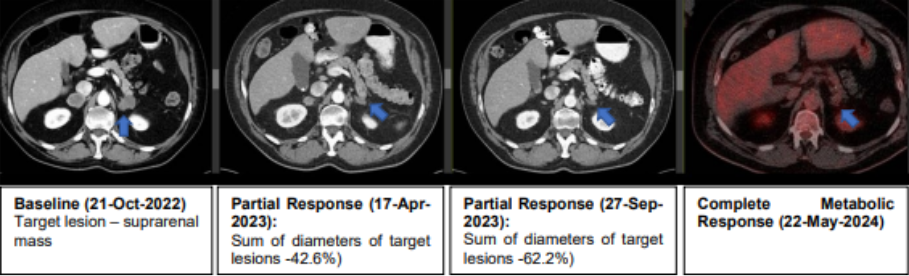 Baseline (21-Oct-2022)
Target lesion – suprarenal
mass
Partial Response (17-Apr-
2023):
Sum of diameters of target
lesions -42.6%)
Partial Response (27-Sep-
2023):
Sum of diameters of target
lesions -62.2%)
Complete Metabolic
Response (22-May-2024)